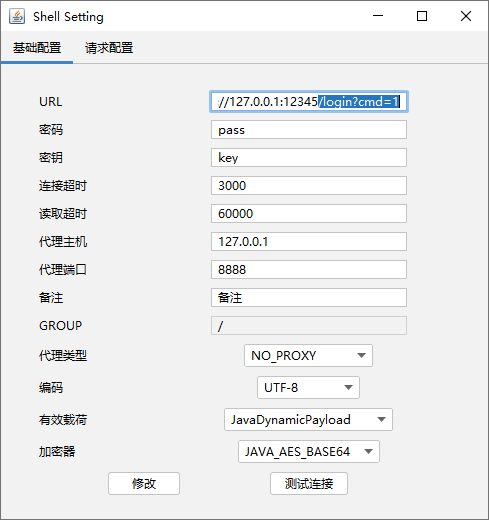 Shell Setting
基础配置 请求配置
URL //127.0.0.1:12345/login?cmd=1
密码 pass
密钥 key
连接超时 3000
读取超时 60000
代理主机 127.0.0.1
代理端口 8888
备注 备注
GROUP /
代理类型 NO_PROXY
编码 UTF-8
有效载荷 JavaDynamicPayload
加密器 JAVA_AES_BASE64
修改 测试连接